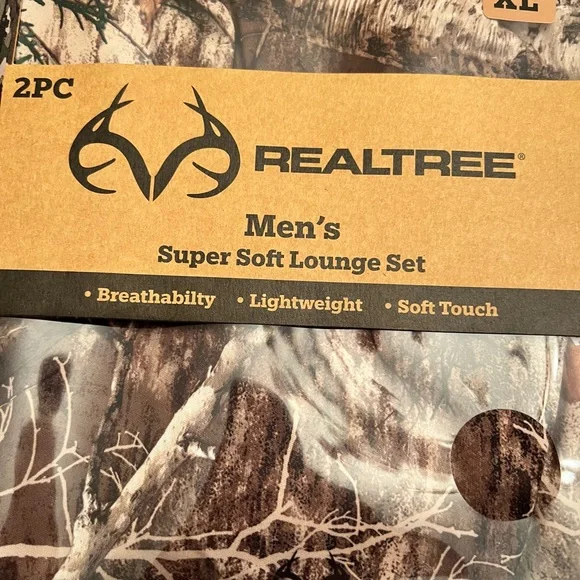 XL
2PC
REALTREE®
Men's
Super Soft Lounge Set
• Breathabilty • Lightweight • Soft Touch